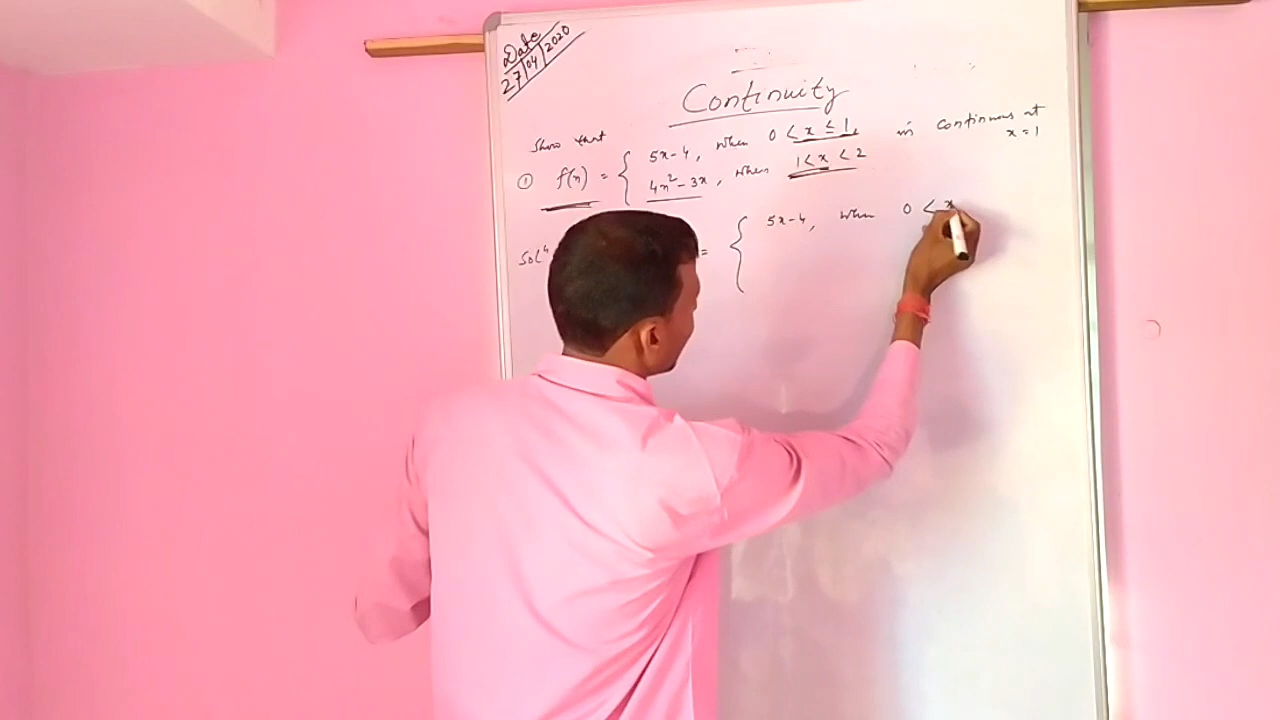 Date
27/04/2020
Continuity
Show that
① f(x) = { 5x-4, when 0 < x ≤ 1, is continuous at x = 1
4x² - 3x, when 1 < x < 2
Solⁿ = { 5x-4, when 0 < x